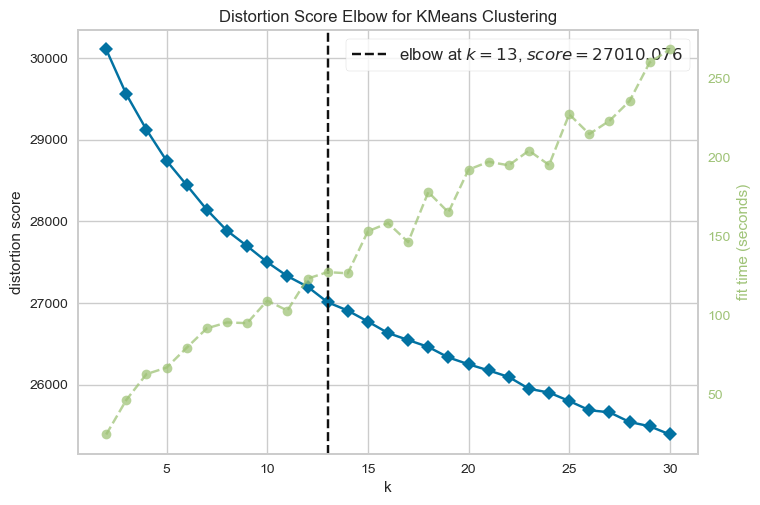 Distortion Score Elbow for KMeans Clustering
elbow at k = 13, score = 27010.076
30000
29000
28000
27000
26000
distortion score
250
200
150
100
50
fit time (seconds)
5 10 15 20 25 30
k